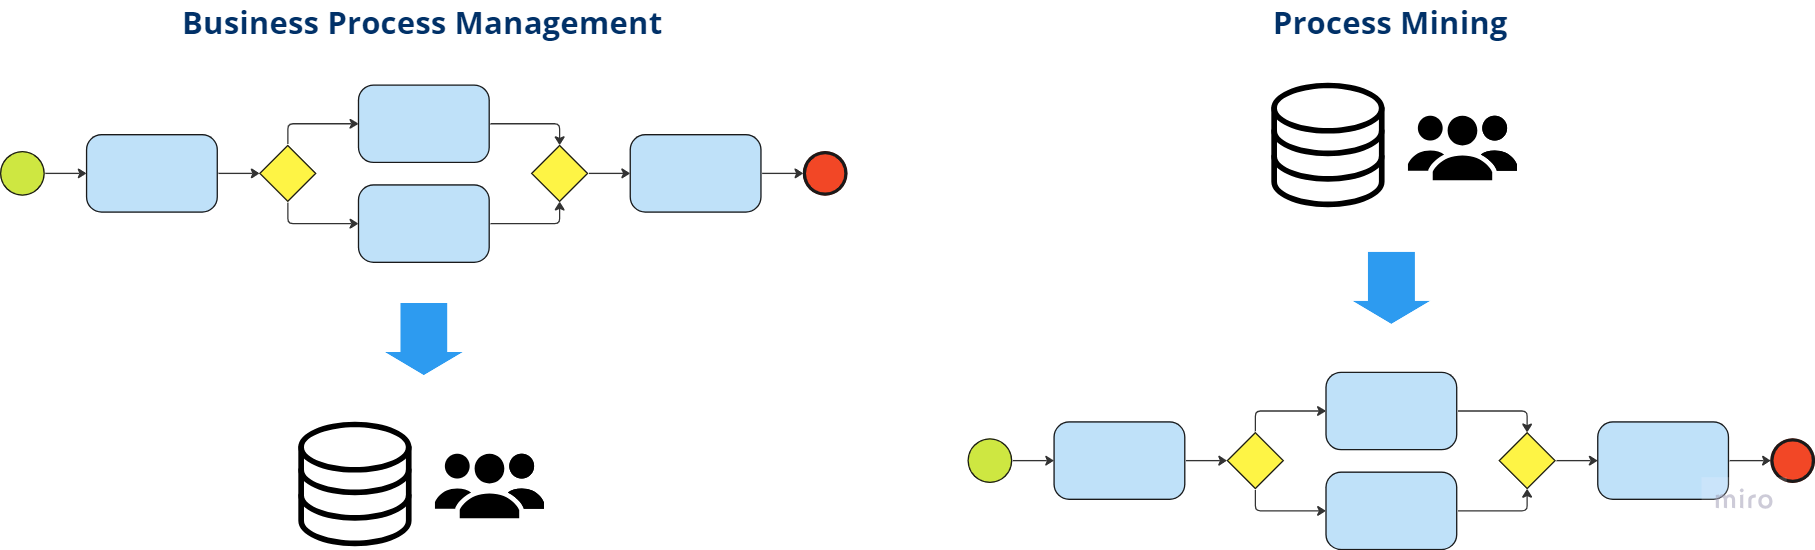 Business Process Management
Process Mining
miro